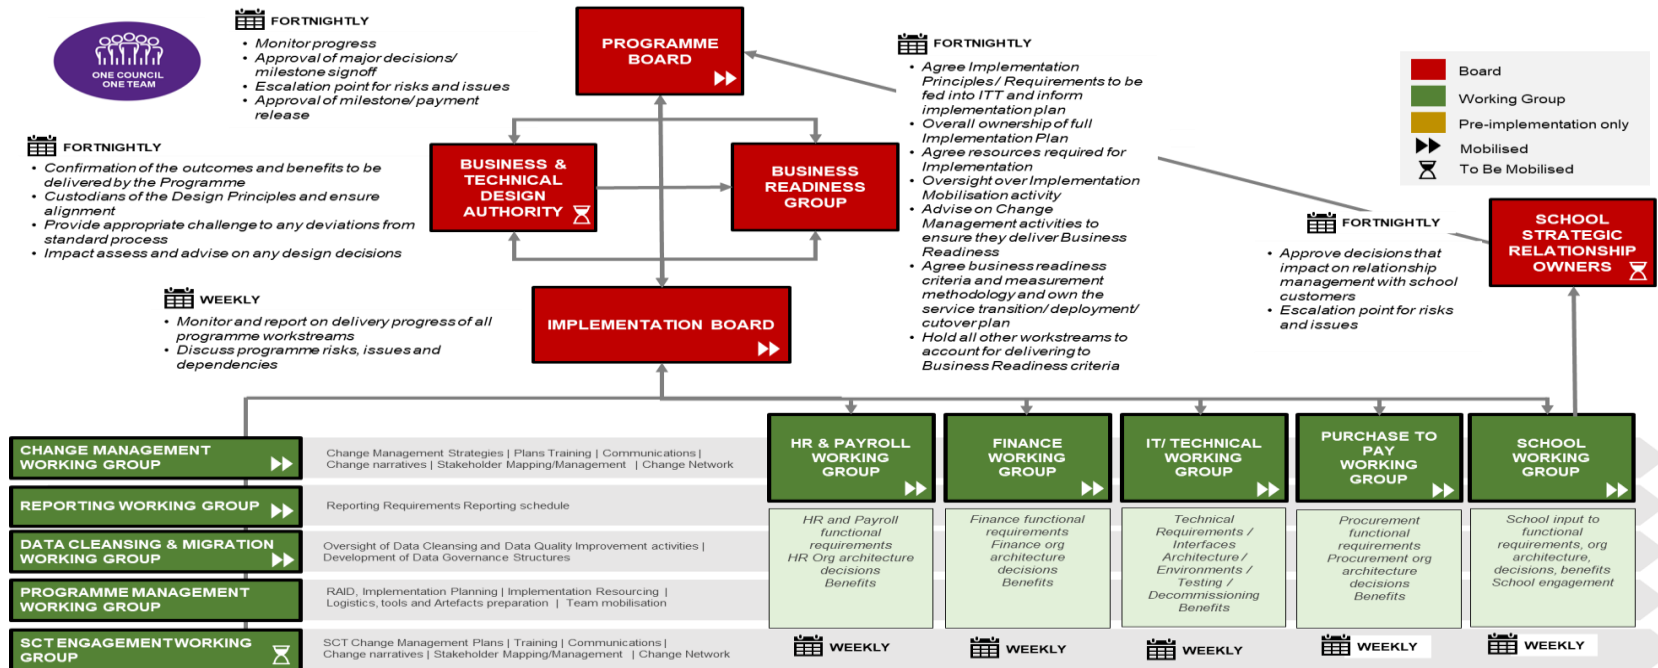 ONE COUNCIL
ONE TEAM
FORTNIGHTLY
• Monitor progress
• Approval of major decisions/
milestone signoff
• Escalation point for risks and issues
• Approval of milestone/ payment
release
PROGRAMME
BOARD
FORTNIGHTLY
• Agree Implementation
Principles/ Requirements to be
fed into ITT and inform
implementation plan
• Overall ownership of full
Implementation Plan
• Agree resources required for
Implementation
• Oversight over Implementation
Mobilisation activity
• Advise on Change
Management activities to
ensure they deliver Business
Readiness
• Agree business readiness
criteria and measurement
methodology and own the
service transition/ deployment/
cutover plan
• Hold all other workstreams to
account for delivering to
Business Readiness criteria
Board
Working Group
Pre-implementation only
Mobilised
To Be Mobilised
FORTNIGHTLY
• Confirmation of the outcomes and benefits to be
delivered by the Programme
• Custodians of the Design Principles and ensure
alignment
• Provide appropriate challenge to any deviations from
standard process
• Impact assess and advise on any design decisions
BUSINESS &
TECHNICAL
DESIGN
AUTHORITY
BUSINESS
READINESS
GROUP
FORTNIGHTLY
• Approve decisions that
impact on relationship
management with school
customers
• Escalation point for risks
and issues
SCHOOL
STRATEGIC
RELATIONSHIP
OWNERS
WEEKLY
• Monitor and report on delivery progress of all
programme workstreams
• Discuss programme risks, issues and
dependencies
IMPLEMENTATION BOARD
CHANGE MANAGEMENT
WORKING GROUP
Change Management Strategies | Plans Training | Communications |
Change narratives | Stakeholder Mapping/Management | Change Network
REPORTING WORKING GROUP
Reporting Requirements Reporting schedule
DATA CLEANSING & MIGRATION
WORKING GROUP
Oversight of Data Cleansing and Data Quality Improvement activities |
Development of Data Governance Structures
PROGRAMME MANAGEMENT
WORKING GROUP
RAID, Implementation Planning | Implementation Resourcing |
Logistics, tools and Artefacts preparation | Team mobilisation
SCT ENGAGEMENT WORKING
GROUP
SCT Change Management Plans | Training | Communications |
Change narratives | Stakeholder Mapping/Management | Change Network
HR & PAYROLL
WORKING
GROUP
HR and Payroll
functional
requirements
HR Org architecture
decisions
Benefits
WEEKLY
FINANCE
WORKING
GROUP
Finance functional
requirements
Finance org
architecture
decisions
Benefits
WEEKLY
IT/ TECHNICAL
WORKING
GROUP
Technical
Requirements /
Interfaces
Architecture /
Environments /
Testing /
Decommissioning
Benefits
WEEKLY
PURCHASE TO
PAY
WORKING
GROUP
Procurement
functional
requirements
Procurement org
architecture
decisions
Benefits
WEEKLY
SCHOOL
WORKING
GROUP
School input to
functional
requirements, org
architecture,
decisions, benefits
School engagement
WEEKLY